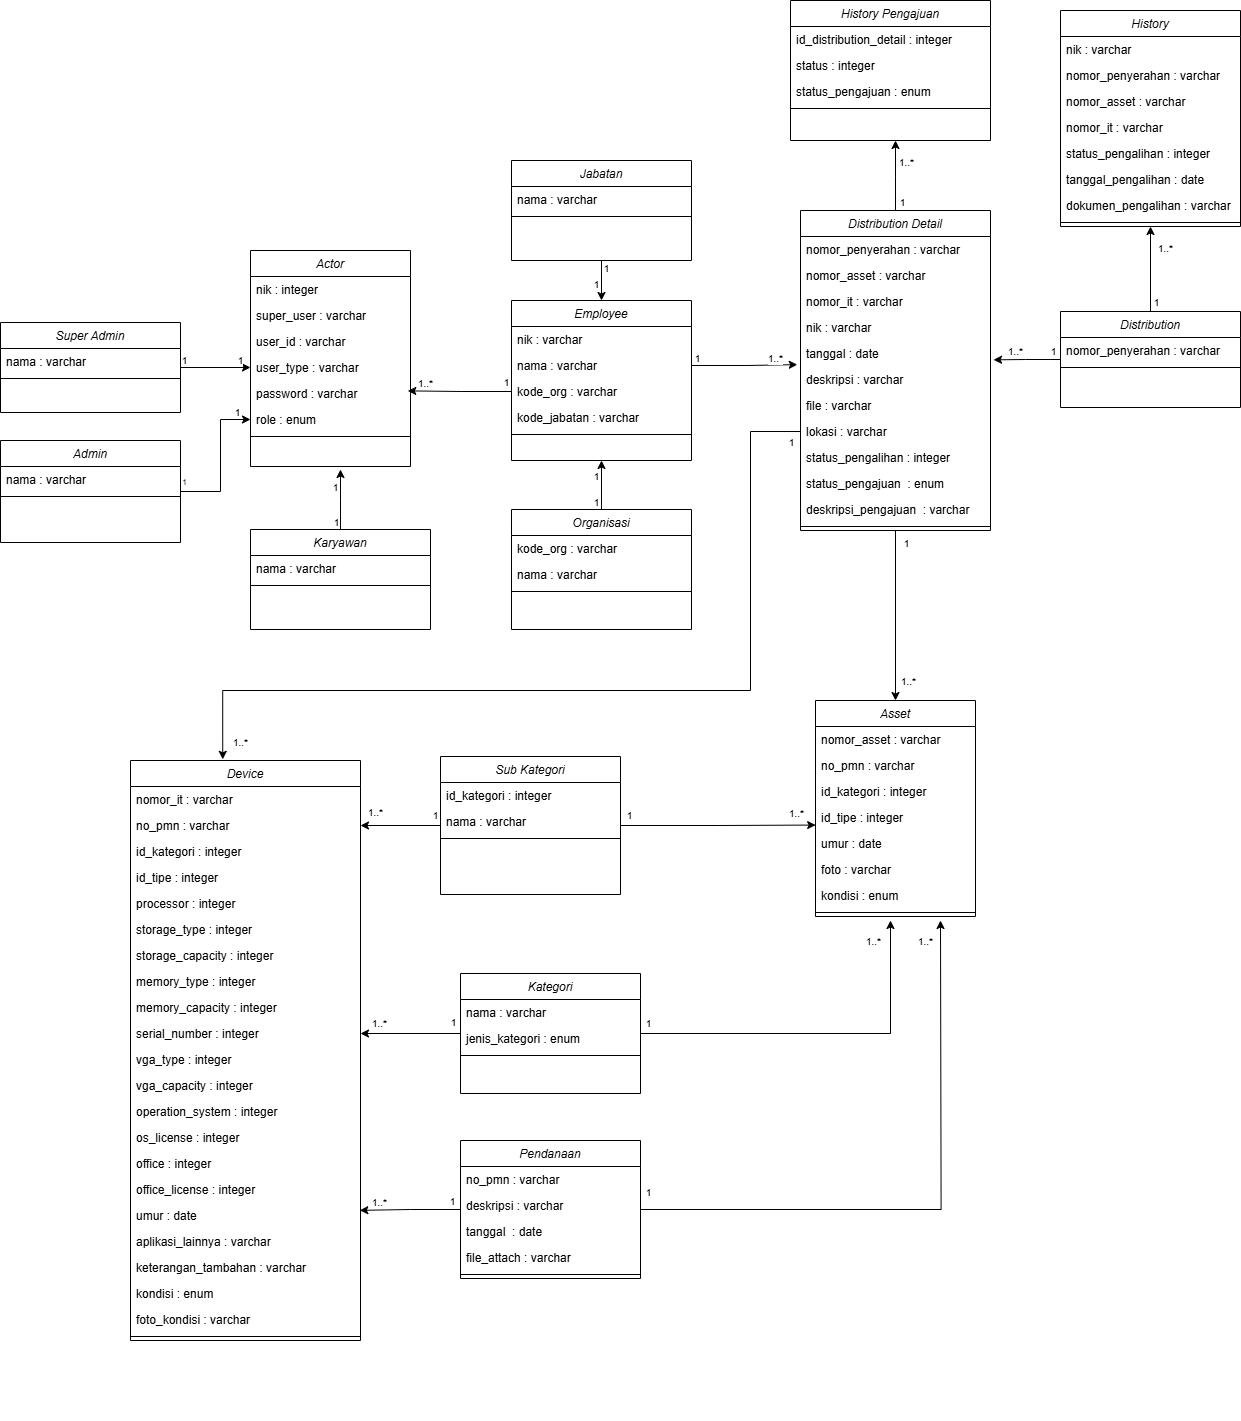 History Pengajuan
id_distribution_detail : integer
status : integer
status_pengajuan : enum
1..*
1
History
nik : varchar
nomor_penyerahan : varchar
nomor_asset : varchar
nomor_it : varchar
status_pengalihan : integer
tanggal_pengalihan : date
dokumen_pengalihan : varchar
1..*
1
Jabatan
nama : varchar
1
1
Distribution Detail
nomor_penyerahan : varchar
nomor_asset : varchar
nomor_it : varchar
nik : varchar
tanggal : date
deskripsi : varchar
file : varchar
lokasi : varchar
status_pengalihan : integer
status_pengajuan : enum
deskripsi_pengajuan : varchar
1..*
1
Distribution
nomor_penyerahan : varchar
Actor
nik : integer
super_user : varchar
user_id : varchar
user_type : varchar
password : varchar
role : enum
Super Admin
nama : varchar
1
1
Admin
nama : varchar
1
1
Employee
nik : varchar
nama : varchar
kode_org : varchar
kode_jabatan : varchar
1..*
1
1
1..*
1
1
1
1
Karyawan
nama : varchar
Organisasi
kode_org : varchar
nama : varchar
1
1
1..*
1..*
Device
nomor_it : varchar
no_pmn : varchar
id_kategori : integer
id_tipe : integer
processor : integer
storage_type : integer
storage_capacity : integer
memory_type : integer
memory_capacity : integer
serial_number : integer
vga_type : integer
vga_capacity : integer
operation_system : integer
os_license : integer
office : integer
office_license : integer
umur : date
aplikasi_lainnya : varchar
keterangan_tambahan : varchar
kondisi : enum
foto_kondisi : varchar
Sub Kategori
id_kategori : integer
nama : varchar
1..*
1
1
1..*
Asset
nomor_asset : varchar
no_pmn : varchar
id_kategori : integer
id_tipe : integer
umur : date
foto : varchar
kondisi : enum
1..*
1..*
Kategori
nama : varchar
jenis_kategori : enum
1..*
1
1
Pendanaan
no_pmn : varchar
deskripsi : varchar
tanggal : date
file_attach : varchar
1..*
1
1